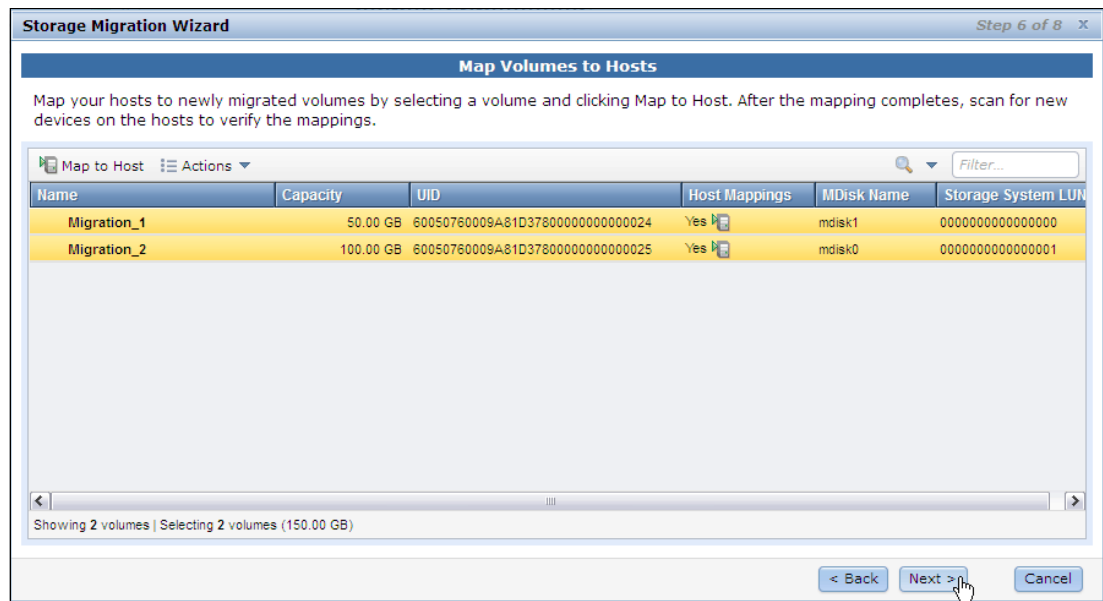 Storage Migration Wizard Step 6 of 8 X
Map Volumes to Hosts
Map your hosts to newly migrated volumes by selecting a volume and clicking Map to Host. After the mapping completes, scan for new
devices on the hosts to verify the mappings.
Map to Host Actions Filter...
Name Capacity UID Host Mappings MDisk Name Storage System LUN
Migration_1 50.00 GB 60050760009A81D37800000000000024 Yes mdisk1 0000000000000000
Migration_2 100.00 GB 60050760009A81D37800000000000025 Yes mdisk0 0000000000000001
Showing 2 volumes | Selecting 2 volumes (150.00 GB)
< Back Next > Cancel